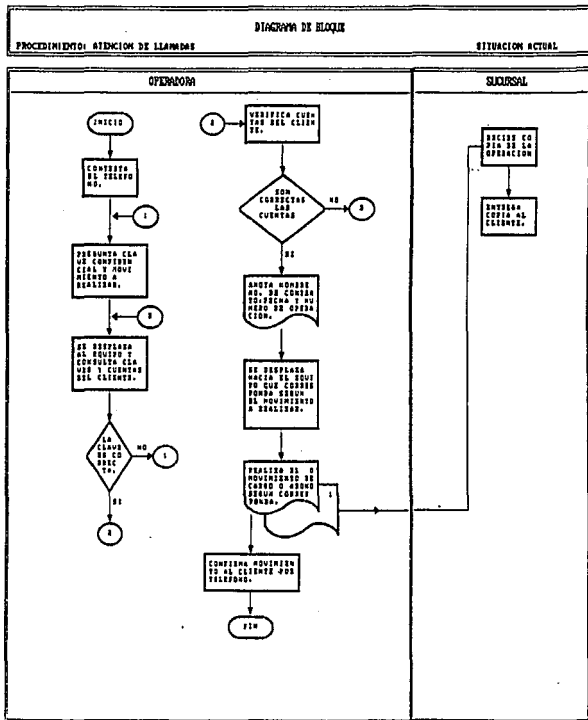 DIAGRAMA DE BLOQUE
PROCEDIMIENTO: ATENCION DE LLAMADAS
SITUACION ACTUAL
OPERADORA
SUCURSAL
INICIO
CONTESTA
EL TELEFO
NO.
1
PREGUNTA CLA
VE CONFIDEN
CIAL Y MOVI
MIENTO A
REALIZAR.
3
SE DESPLAZA
AL EQUIPO Y
CONSULTA CLA
VES Y CUENTAS
DEL CLIENTE.
LA
CLAVE
ES CO
RRECTA.
NO
1
SI
2
2
VERIFICA CUEN
TAS DEL CLIEN
TE.
SON
CORRECTAS
LAS
CUENTAS
NO
3
SI
ANOTA NOMBRE
NO. DE CONTRA
TO:FECHA Y NU
MERO DE OPERA
CION.
SE DESPLAZA
HACIA EL EQUI
PO QUE CORRES
PONDA SEGUN
EL MOVIMIENTO
A REALIZAR.
REALIZA EL 0
MOVIMIENTO DE
CARGO O ABONO
SEGUN CORRES
PONDA.
1
CONFIRMA MOVIMIEN
TO AL CLIENTE POR
TELEFONO.
FIN
RECIBE CO
PIA DE LA
OPERACION
ENTREGA
COPIA AL
CLIENTE.